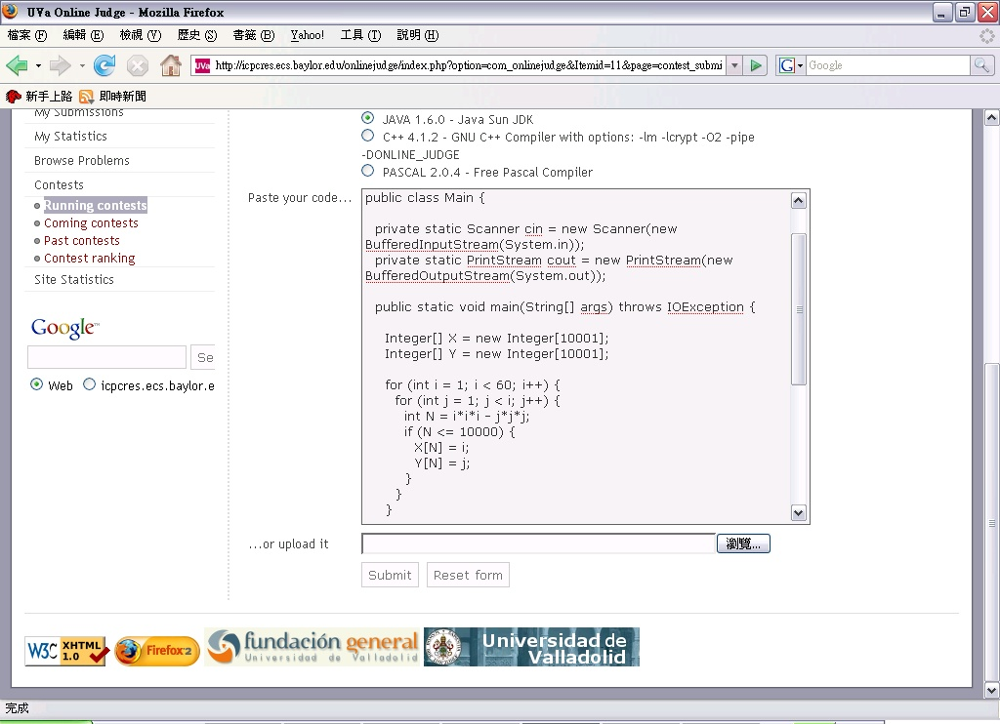 UVa Online Judge - Mozilla Firefox
檔案 (F) 編輯 (E) 檢視 (V) 歷史 (S) 書籤 (B) Yahoo! 工具 (T) 說明 (H)
UVa http://icpcres.ecs.baylor.edu/onlinejudge/index.php?option=com_onlinejudge&Itemid=11&page=contest_submi G Google
新手上路 即時新聞
My Submissions
My Statistics
Browse Problems
Contests
Running contests
Coming contests
Past contests
Contest ranking
Site Statistics
Google™
Se
Web icpcres.ecs.baylor.e
JAVA 1.6.0 - Java Sun JDK
C++ 4.1.2 - GNU C++ Compiler with options: -lm -lcrypt -O2 -pipe
-DONLINE_JUDGE
PASCAL 2.0.4 - Free Pascal Compiler
Paste your code...
public class Main {
private static Scanner cin = new Scanner(new
BufferedInputStream(System.in));
private static PrintStream cout = new PrintStream(new
BufferedOutputStream(System.out));
public static void main(String[] args) throws IOException {
Integer[] X = new Integer[10001];
Integer[] Y = new Integer[10001];
for (int i = 1; i < 60; i++) {
for (int j = 1; j < i; j++) {
int N = i*i*i - j*j*j;
if (N <= 10000) {
X[N] = i;
Y[N] = j;
}
}
}
...or upload it 瀏覽...
Submit Reset form
W3C XHTML 1.0
Firefox 2
fundación general
Universidad de Valladolid
Universidad de
Valladolid
完成